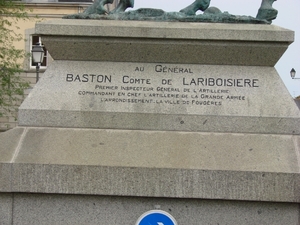 AU GÉNÉRAL
BASTON COMTE DE LARIBOISIERE
PREMIER INSPECTEUR GÉNÉRAL DE L'ARTILLERIE
COMMANDANT EN CHEF L'ARTILLERIE DE LA GRANDE ARMÉE
L'ARRONDISSEMENT, LA VILLE DE FOUGÈRES